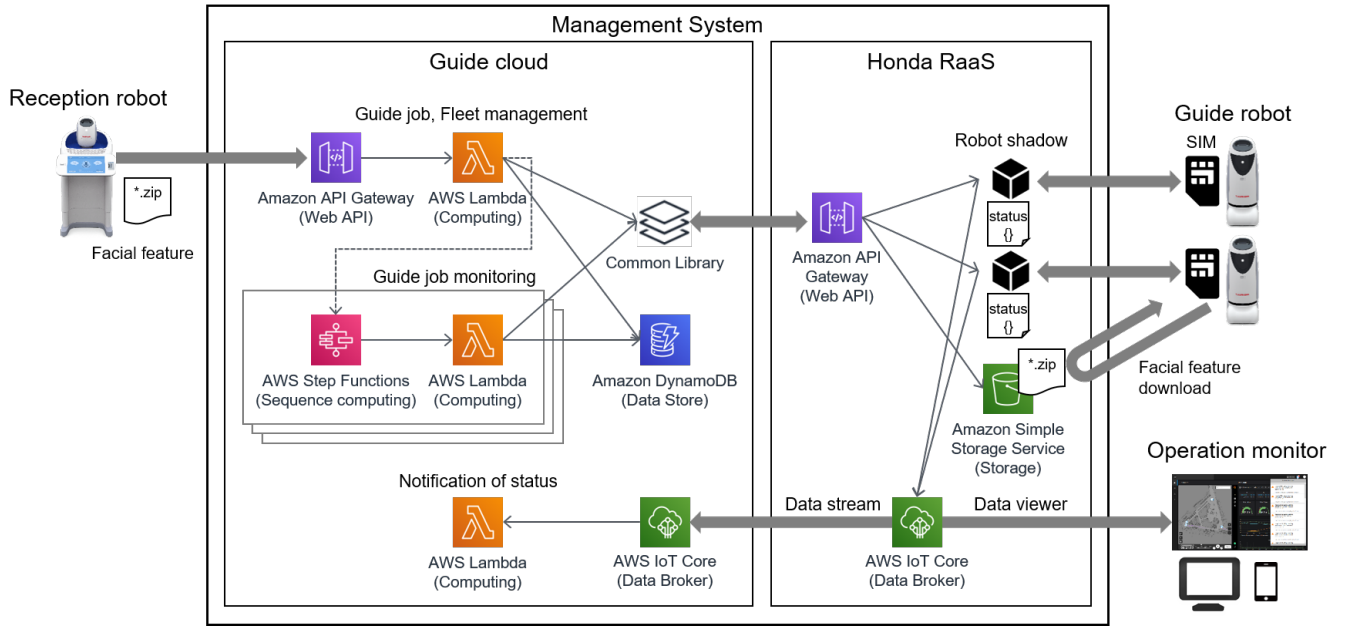 Management System
Guide cloud
Honda RaaS
Reception robot
*.zip
Facial feature
Guide job, Fleet management
Amazon API Gateway
(Web API)
AWS Lambda
(Computing)
Common Library
Guide job monitoring
AWS Step Functions
(Sequence computing)
AWS Lambda
(Computing)
Amazon DynamoDB
(Data Store)
Notification of status
AWS Lambda
(Computing)
AWS IoT Core
(Data Broker)
Amazon API
Gateway
(Web API)
Robot shadow
status
{}
status
{}
*.zip
Amazon Simple
Storage Service
(Storage)
Data stream
Data viewer
AWS IoT Core
(Data Broker)
Guide robot
SIM
Facial feature
download
Operation monitor